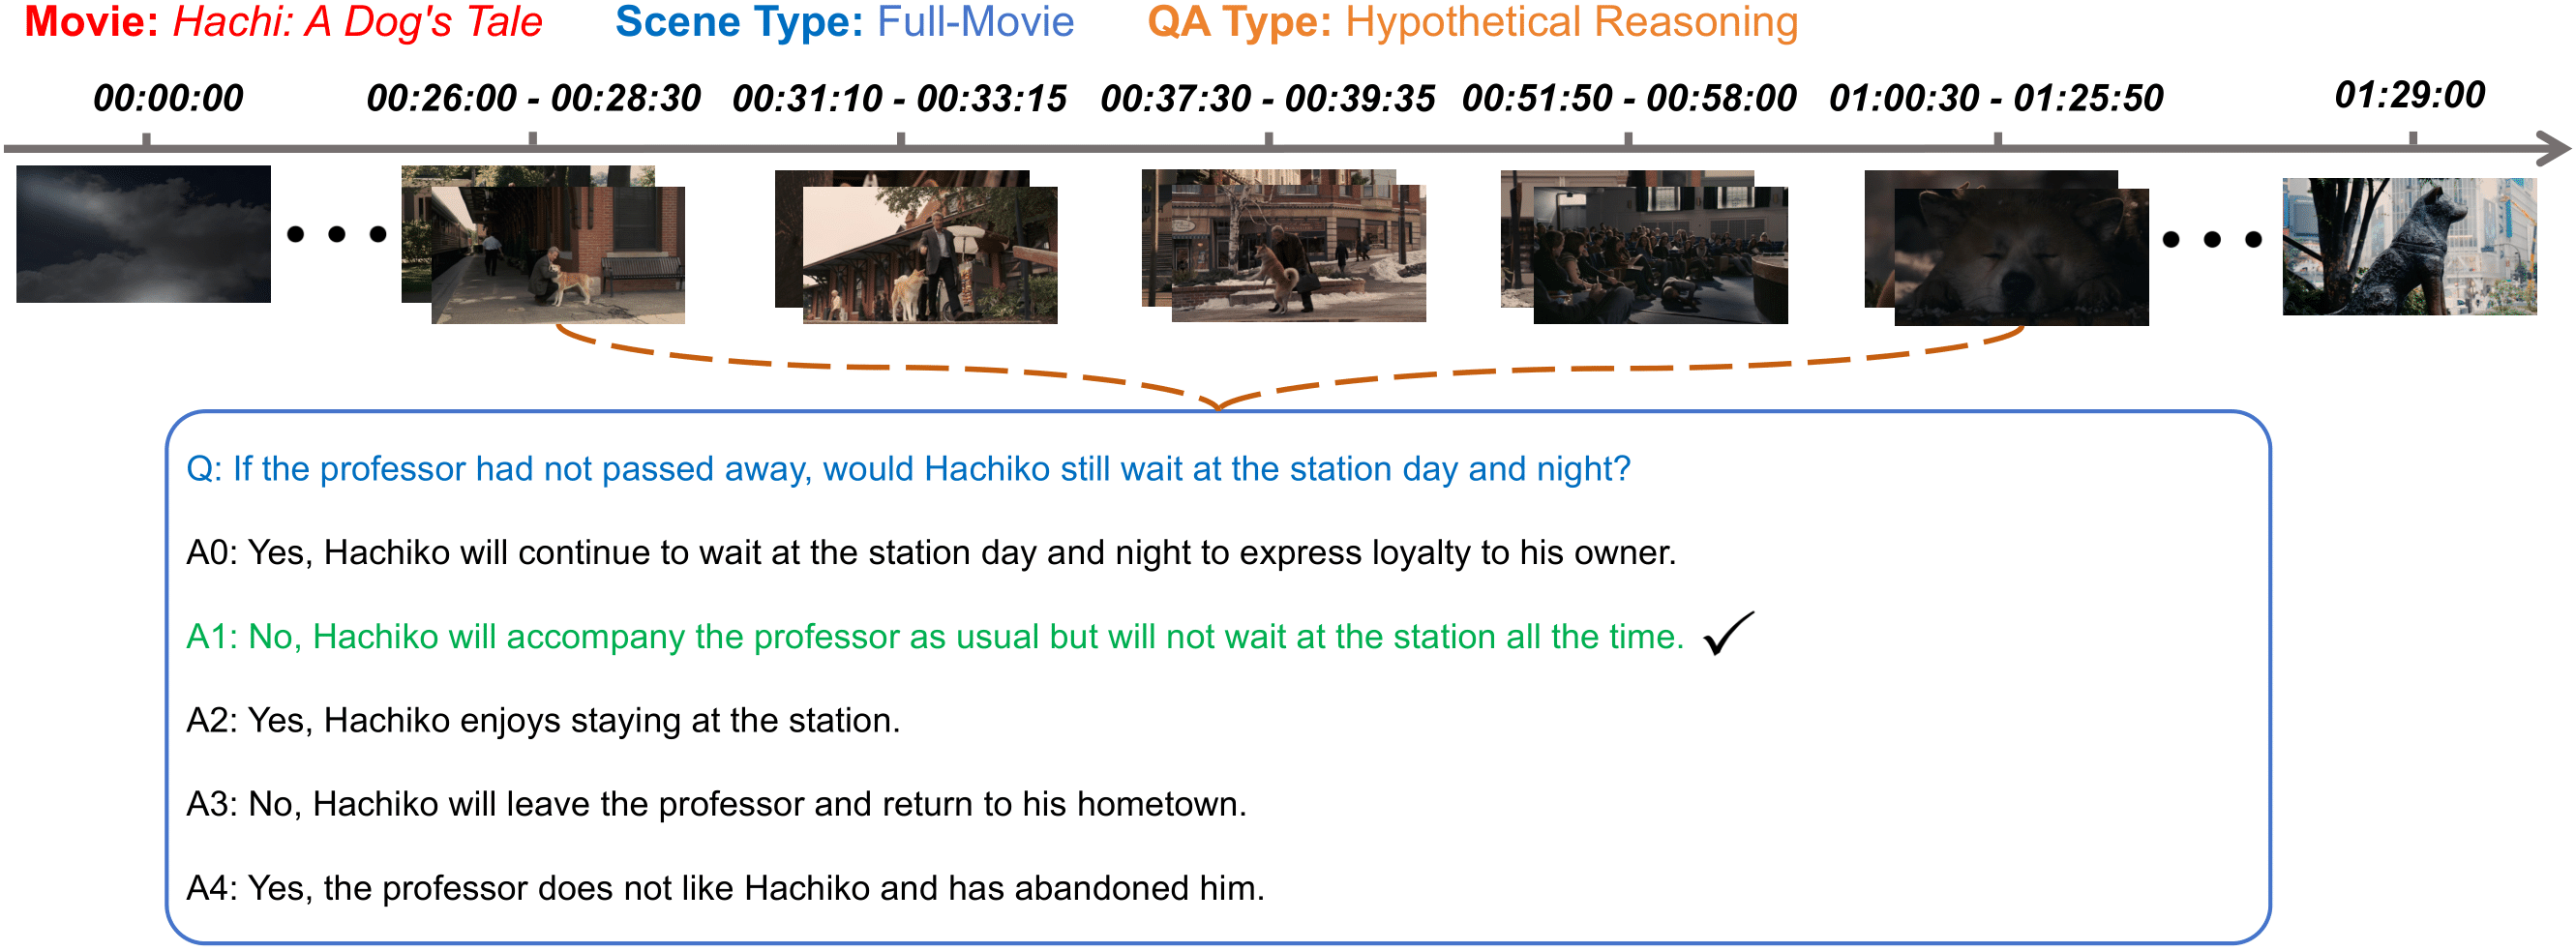 Movie: Hachi: A Dog's Tale Scene Type: Full-Movie QA Type: Hypothetical Reasoning
00:00:00 00:26:00 - 00:28:30 00:31:10 - 00:33:15 00:37:30 - 00:39:35 00:51:50 - 00:58:00 01:00:30 - 01:25:50 01:29:00
Q: If the professor had not passed away, would Hachiko still wait at the station day and night?
A0: Yes, Hachiko will continue to wait at the station day and night to express loyalty to his owner.
A1: No, Hachiko will accompany the professor as usual but will not wait at the station all the time.
A2: Yes, Hachiko enjoys staying at the station.
A3: No, Hachiko will leave the professor and return to his hometown.
A4: Yes, the professor does not like Hachiko and has abandoned him.